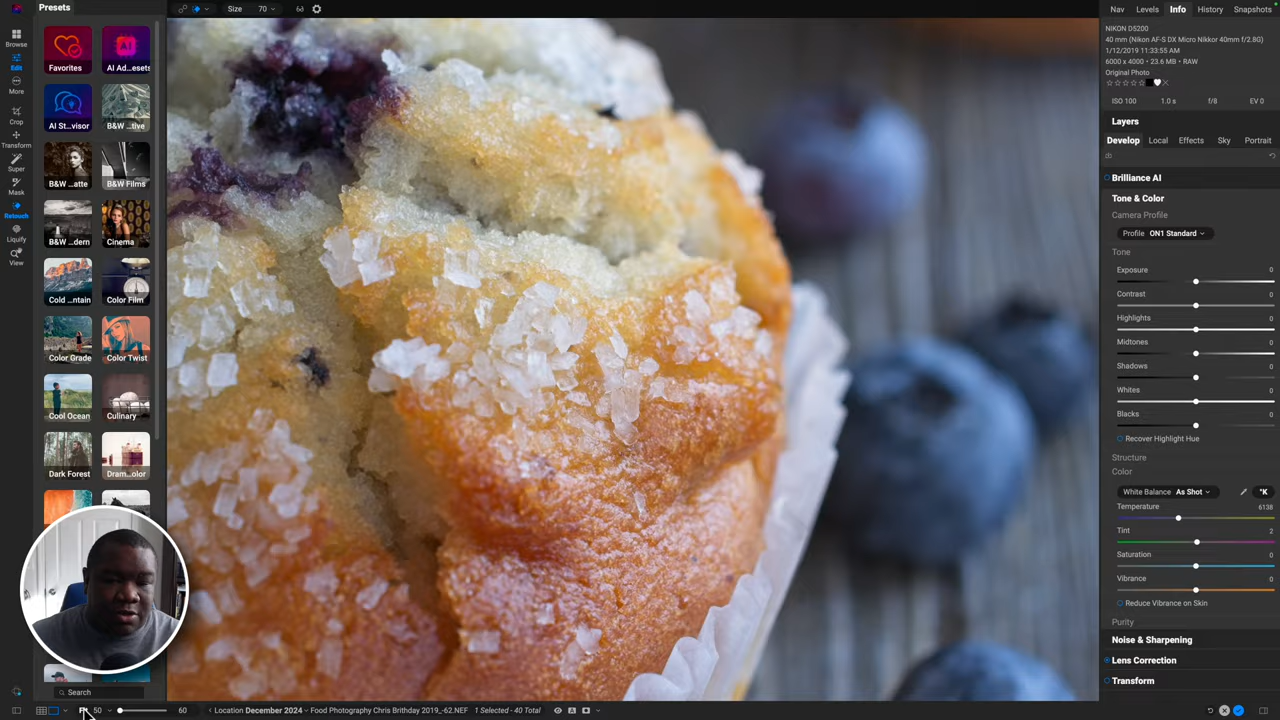 Presets
Size 70
Nav Levels Info History Snapshots
NIKON D5200
40 mm (Nikon AF-S DX Micro Nikkor 40mm f/2.8G)
1/12/2019 11:33:55 AM
6000 x 4000 • 23.6 MB • RAW
Original Photo
ISO 100 1.0 s f/8 EV 0
Layers
Develop Local Effects Sky Portrait
Brilliance AI
Tone & Color
Camera Profile
Profile ON1 Standard
Tone
Exposure 0
Contrast 0
Highlights 0
Midtones 0
Shadows 0
Whites 0
Blacks 0
Recover Highlight Hue
Structure
Color
White Balance As Shot °K
Temperature 6138
Tint 2
Saturation 0
Vibrance 0
Reduce Vibrance on Skin
Purity
Noise & Sharpening
Lens Correction
Transform
Browse
Edit
More
Crop
Transform
Super
Mask
Retouch
Liquify
View
Favorites AI Ad...esets
AI St...visor B&W ...tive
B&W ...atte B&W Films
B&W ...dern Cinema
Cold ...ntain Color Film
Color Grade Color Twist
Cool Ocean Culinary
Dark Forest Dram...olor
Search
50 60 Location December 2024 Food Photography Chris Brithday 2019_-62.NEF 1 Selected - 40 Total